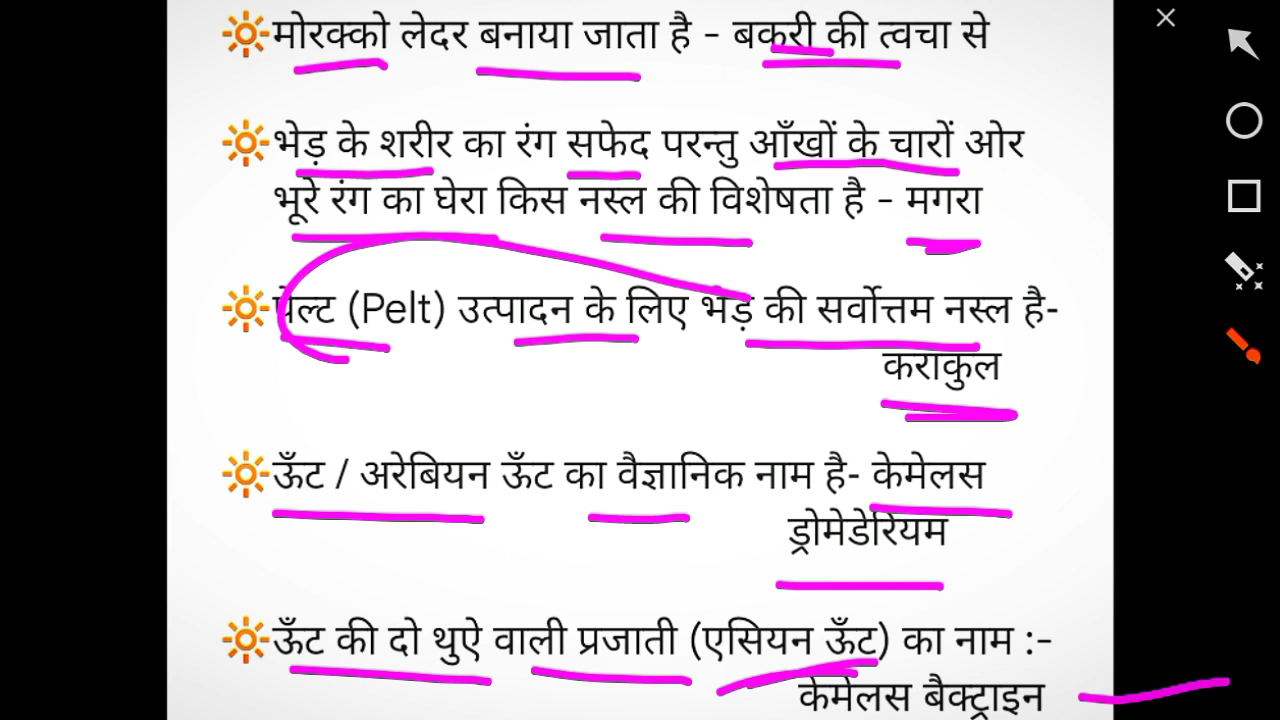 मोरक्को लेदर बनाया जाता है - बकरी की त्वचा से
भेड़ के शरीर का रंग सफेद परन्तु आँखों के चारों ओर
भूरे रंग का घेरा किस नस्ल की विशेषता है - मगरा
पेल्ट (Pelt) उत्पादन के लिए भेड़ की सर्वोत्तम नस्ल है-
कराकुल
ऊँट / अरेबियन ऊँट का वैज्ञानिक नाम है- केमेलस
ड्रोमेडेरियम
ऊँट की दो थुऐ वाली प्रजाती (एसियन ऊँट) का नाम :-
केमेलस बैक्ट्राइन